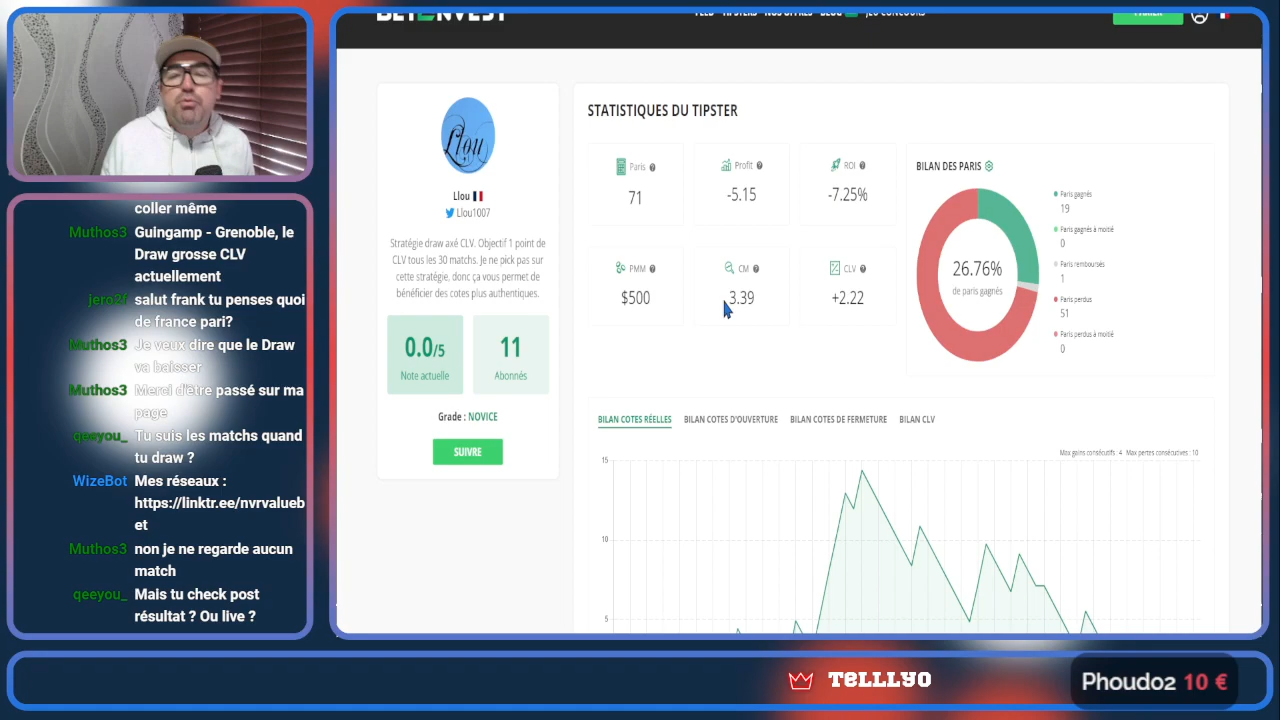 coller même
Muthos3 Guingamp - Grenoble, le
Draw grosse CLV
actuellement
jero2f salut frank tu penses quoi
de france pari?
Muthos3 Je veux dire que le Draw
va baisser
Muthos3 Merci d'être passé sur ma
page
qeeyou_ Tu suis les matchs quand
tu draw ?
WizeBot Mes réseaux :
https://linktr.ee/nvrvalueb
et
Muthos3 non je ne regarde aucun
match
qeeyou_ Mais tu check post
résultat ? Ou live ?
Llou
Llou
Llou1007
Stratégie draw axé CLV. Objectif 1 point de
CLV tous les 30 matchs. Je ne pick pas sur
cette stratégie, donc ça vous permet de
bénéficier des cotes plus authentiques.
0.0/5
Note actuelle
11
Abonnés
Grade : NOVICE
SUIVRE
STATISTIQUES DU TIPSTER
Paris
71
Profit
-5.15
ROI
-7.25%
PMM
$500
CM
3.39
CLV
+2.22
BILAN DES PARIS
26.76%
de paris gagnés
Paris gagnés
19
Paris gagnés à moitié
0
Paris remboursés
1
Paris perdus
51
Paris perdus à moitié
0
BILAN COTES RÉELLES BILAN COTES D'OUVERTURE BILAN COTES DE FERMETURE BILAN CLV
Max gains consécutifs : 4 Max pertes consécutives : 10
15
10
5
TELLLYO
Phoudo2 10 €